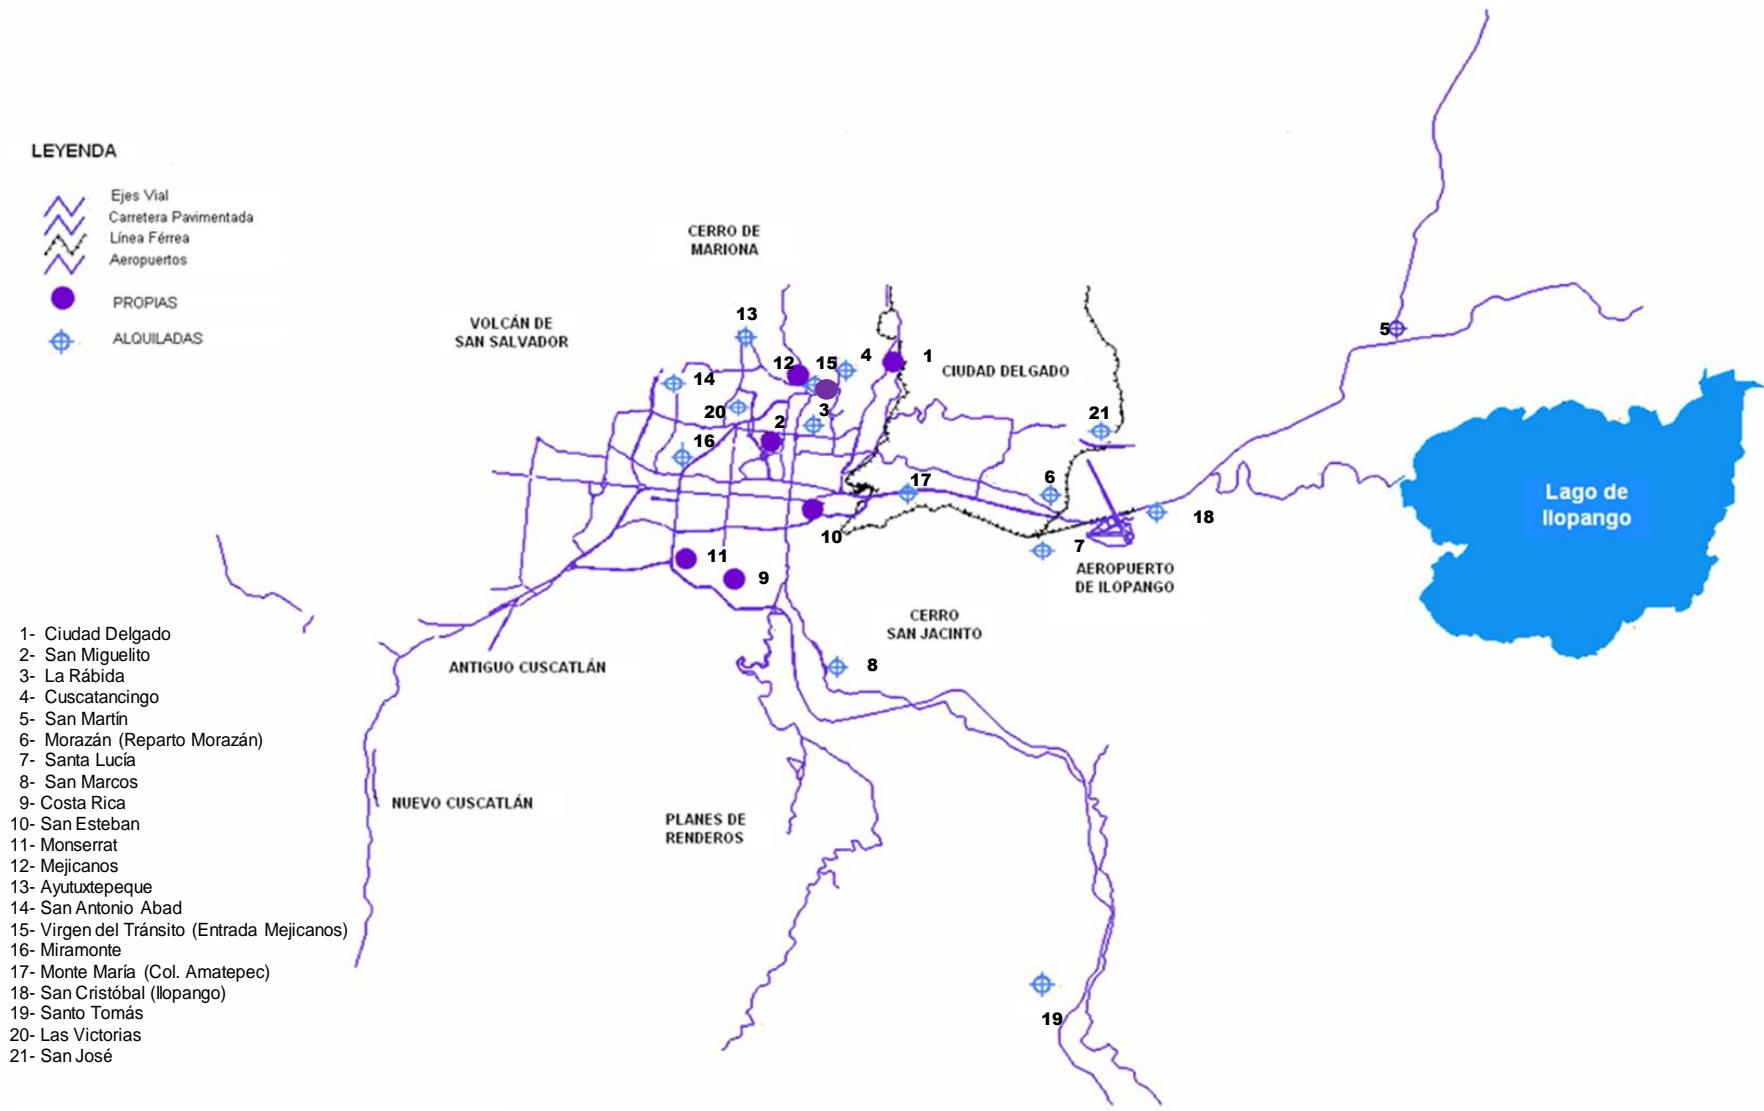 LEYENDA
Ejes Vial
Carretera Pavimentada
Línea Férrea
Aeropuertos
PROPIAS
ALQUILADAS
CERRO DE
MARIONA
VOLCÁN DE
SAN SALVADOR
13
12
15
4
1
CIUDAD DELGADO
5
14
20
2
3
21
16
17
6
18
Lago de
Ilopango
10
7
11
9
AEROPUERTO
DE ILOPANGO
CERRO
SAN JACINTO
ANTIGUO CUSCATLÁN
8
NUEVO CUSCATLÁN
PLANES DE
RENDEROS
19
1- Ciudad Delgado
2- San Miguelito
3- La Rábida
4- Cuscatancingo
5- San Martín
6- Morazán (Reparto Morazán)
7- Santa Lucía
8- San Marcos
9- Costa Rica
10- San Esteban
11- Monserrat
12- Mejicanos
13- Ayutuxtepeque
14- San Antonio Abad
15- Virgen del Tránsito (Entrada Mejicanos)
16- Miramonte
17- Monte María (Col. Amatepec)
18- San Cristóbal (Ilopango)
19- Santo Tomás
20- Las Victorias
21- San José